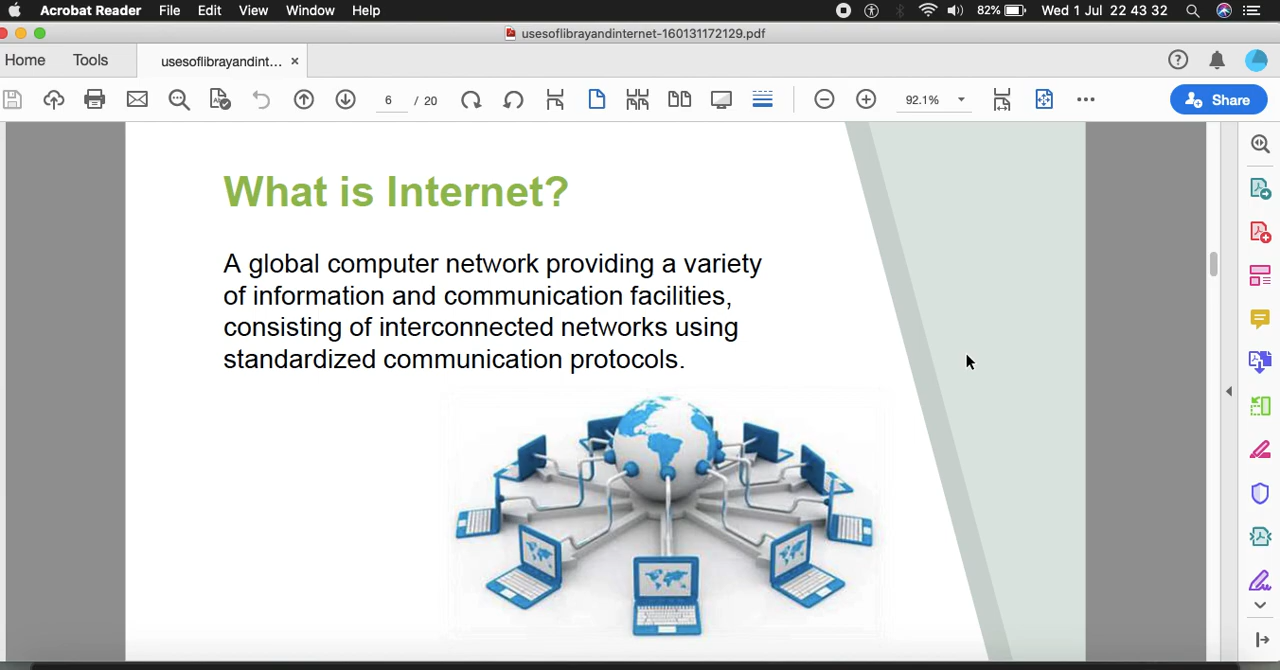 Acrobat Reader File Edit View Window Help 82% Wed 1 Jul 22 43 32
usesoflibrayandinternet-160131172129.pdf
Home Tools usesoflibrayandint... ×
6 / 20 92.1% Share
What is Internet?
A global computer network providing a variety
of information and communication facilities,
consisting of interconnected networks using
standardized communication protocols.